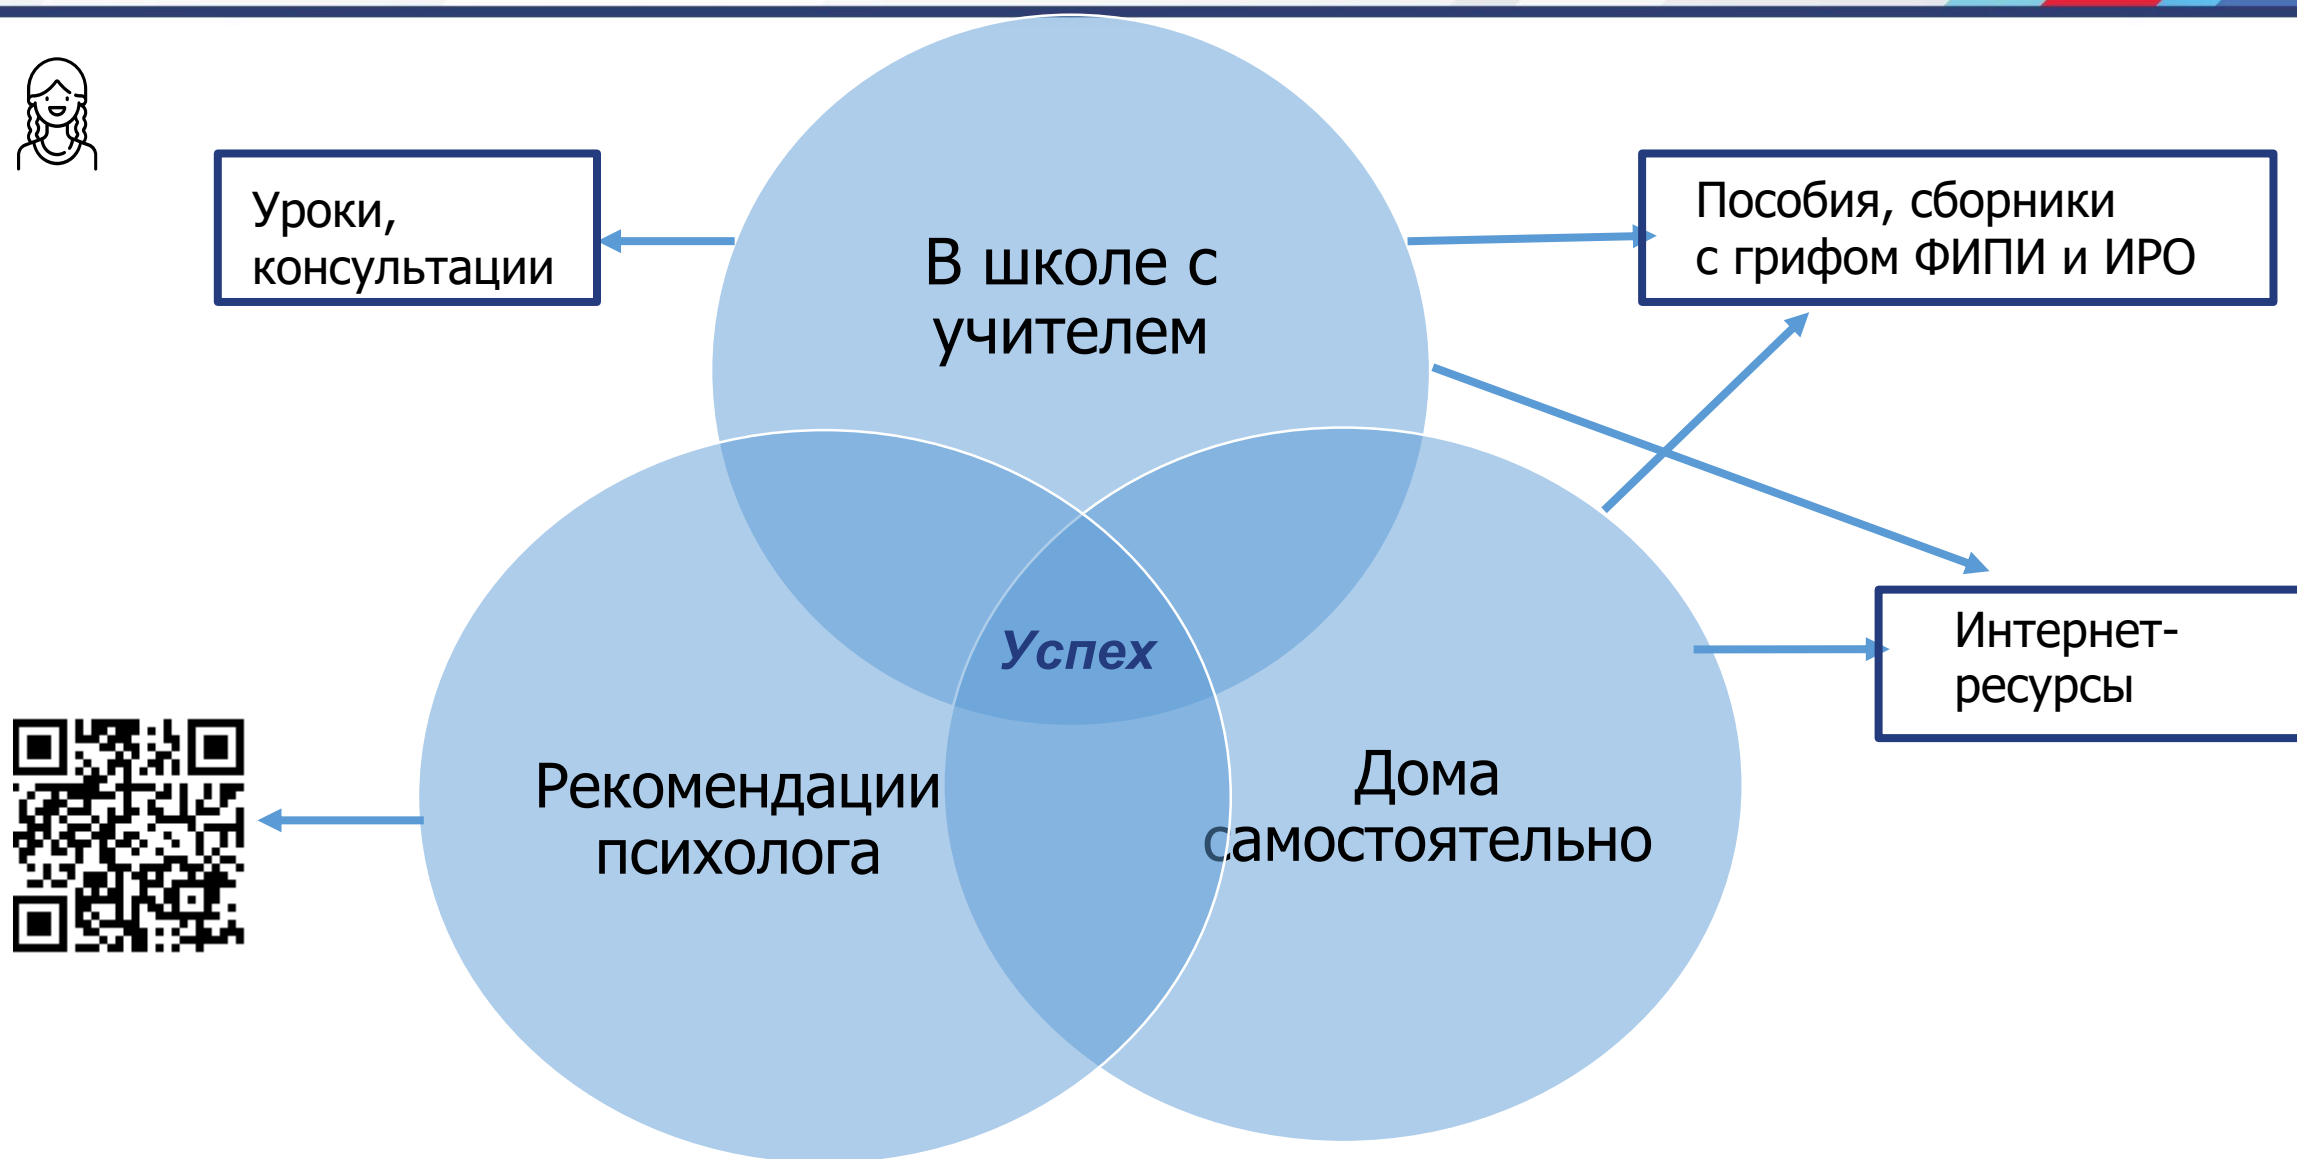 Уроки,
консультации
В школе с
учителем
Пособия, сборники
с грифом ФИПИ и ИРО
Успех
Интернет-
ресурсы
Рекомендации
психолога
Дома
самостоятельно